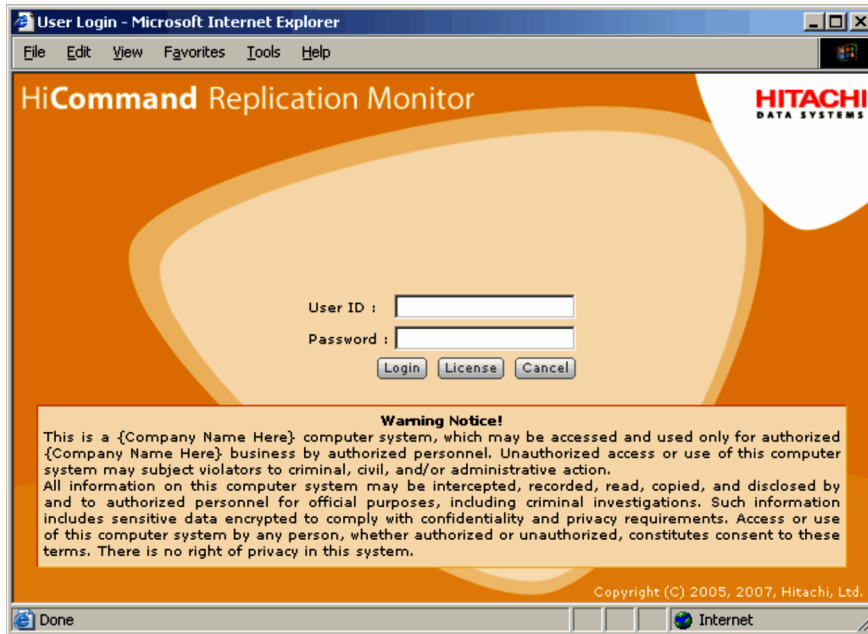 User Login - Microsoft Internet Explorer
File Edit View Favorites Tools Help
HiCommand Replication Monitor
HITACHI
DATA SYSTEMS
User ID :
Password :
Login License Cancel
Warning Notice!
This is a {Company Name Here} computer system, which may be accessed and used only for authorized
{Company Name Here} business by authorized personnel. Unauthorized access or use of this computer
system may subject violators to criminal, civil, and/or administrative action.
All information on this computer system may be intercepted, recorded, read, copied, and disclosed by
and to authorized personnel for official purposes, including criminal investigations. Such information
includes sensitive data encrypted to comply with confidentiality and privacy requirements. Access or use
of this computer system by any person, whether authorized or unauthorized, constitutes consent to these
terms. There is no right of privacy in this system.
Copyright (C) 2005, 2007, Hitachi, Ltd.
Done Internet